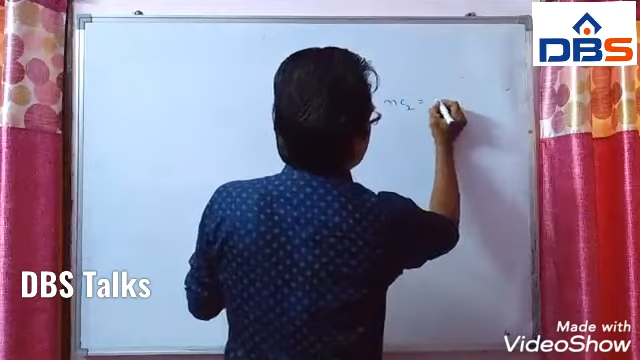 DBS
nc₂ =
DBS Talks
Made with
VideoShow